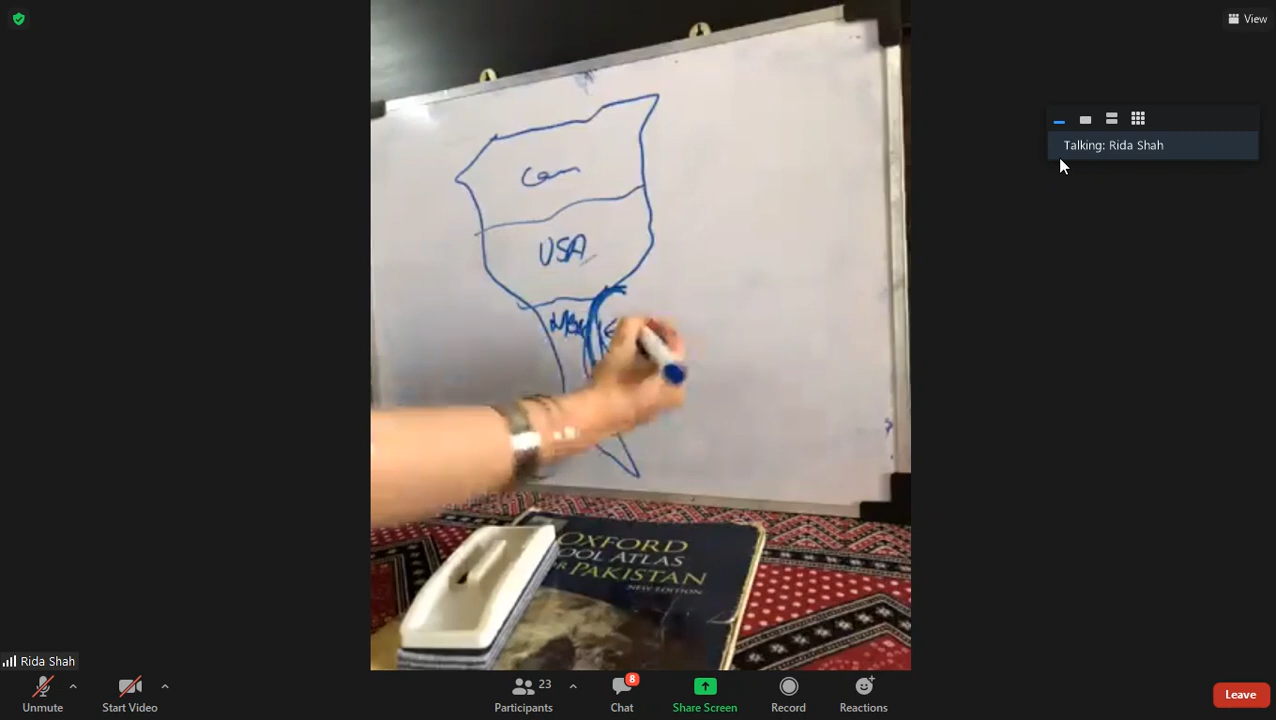 View
Talking: Rida Shah
Can
USA
OXFORD
OOL ATLAS
OR PAKISTAN
NEW EDITION
Rida Shah
Unmute
Start Video
23
Participants
8
Chat
Share Screen
Record
Reactions
Leave